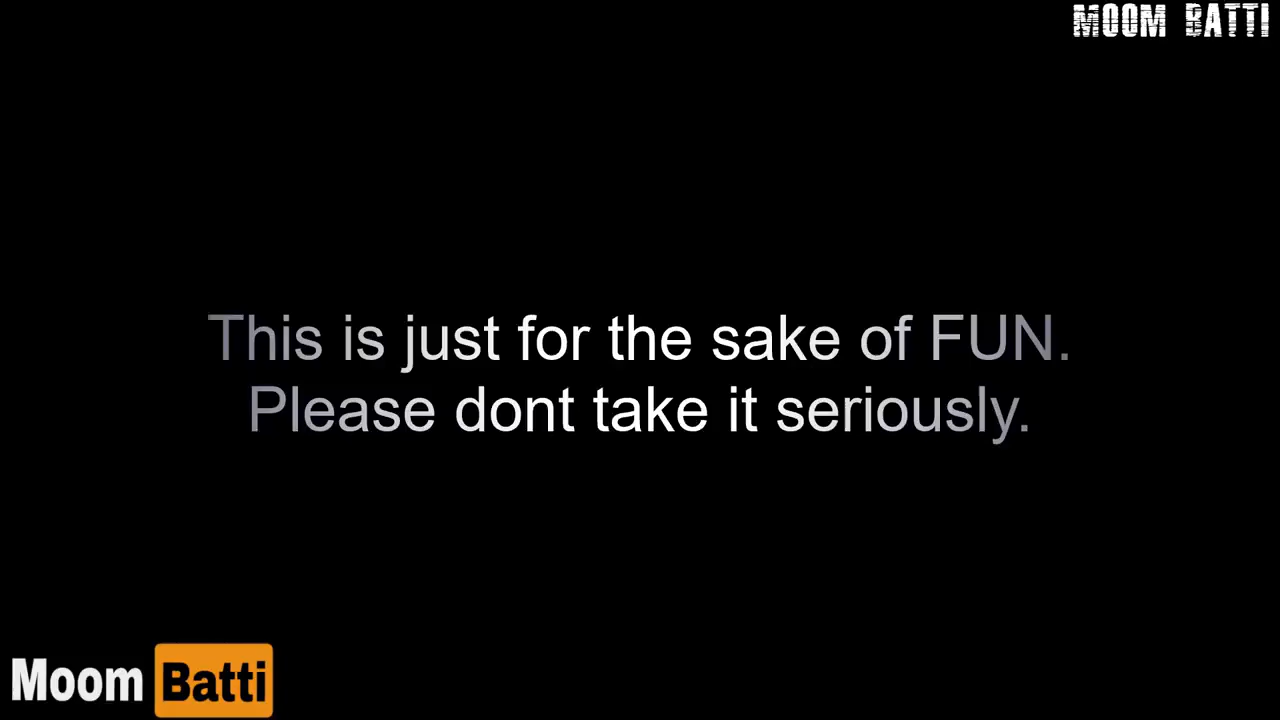 MOOM BATTI
This is just for the sake of FUN.
Please dont take it seriously.
Moom Batti